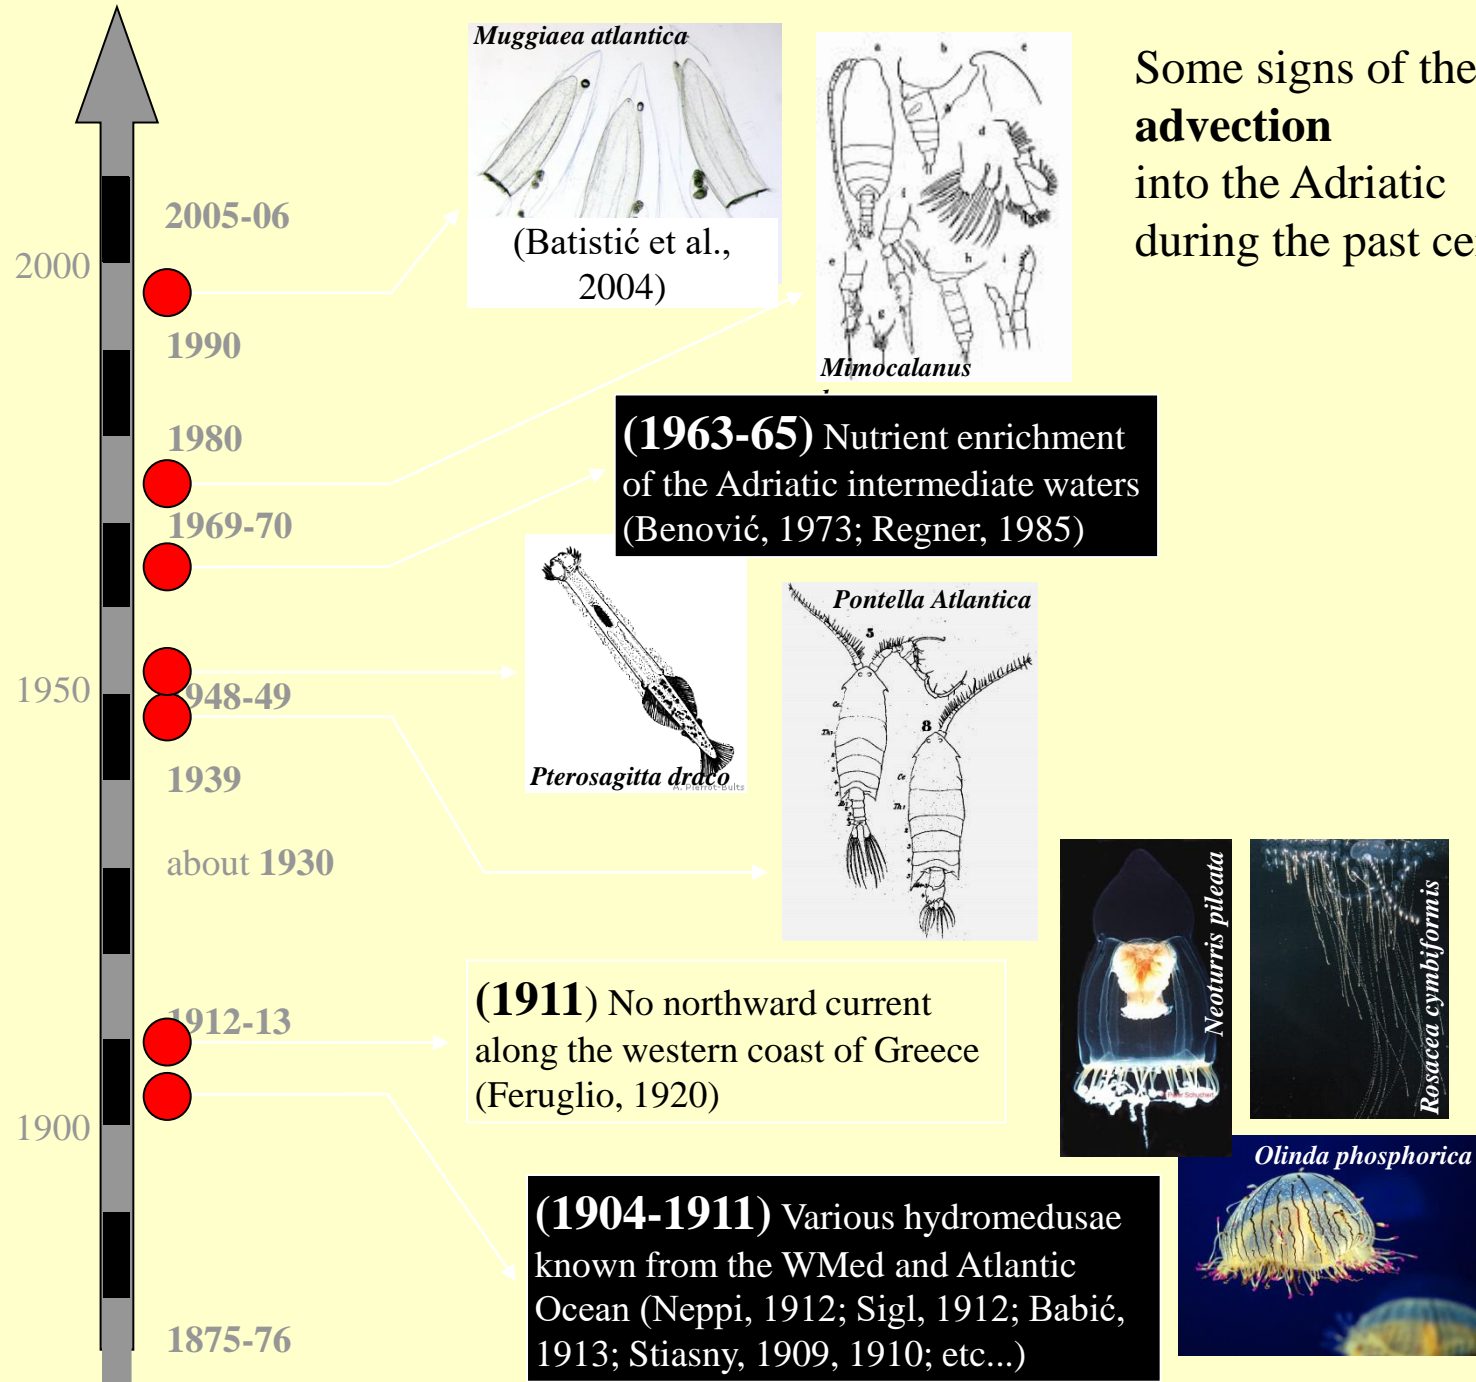 Some signs of the
advection
into the Adriatic
during the past
Muggiaea atlantica
(Batistić et al.,
2004)
Mimocalanus
2005-06
2000
1990
1980
(1963-65) Nutrient enrichment
of the Adriatic intermediate waters
(Benović, 1973; Regner, 1985)
1969-70
Pontella Atlantica
5
8
1950
948-49
Pterosagitta draco
A. Pierrot-Bults
1939
about 1930
Neoturris pileata
Rosacea cymbiformis
(1911) No northward current
along the western coast of Greece
(Feruglio, 1920)
1912-13
1900
Olinda phosphorica
(1904-1911) Various hydromedusae
known from the WMed and Atlantic
Ocean (Neppi, 1912; Sigl, 1912; Babić,
1913; Stiasny, 1909, 1910; etc...)
1875-76